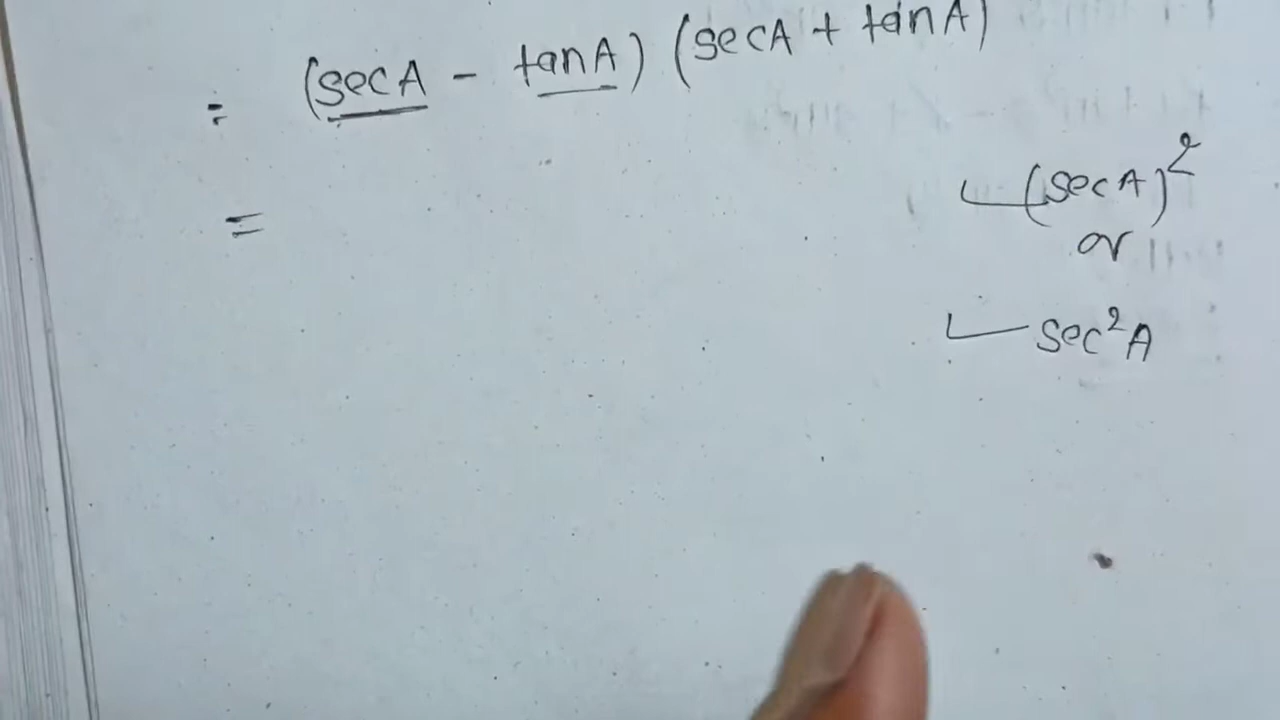 = (secA - tanA) (secA + tanA)
=
(secA)²
or
sec²A